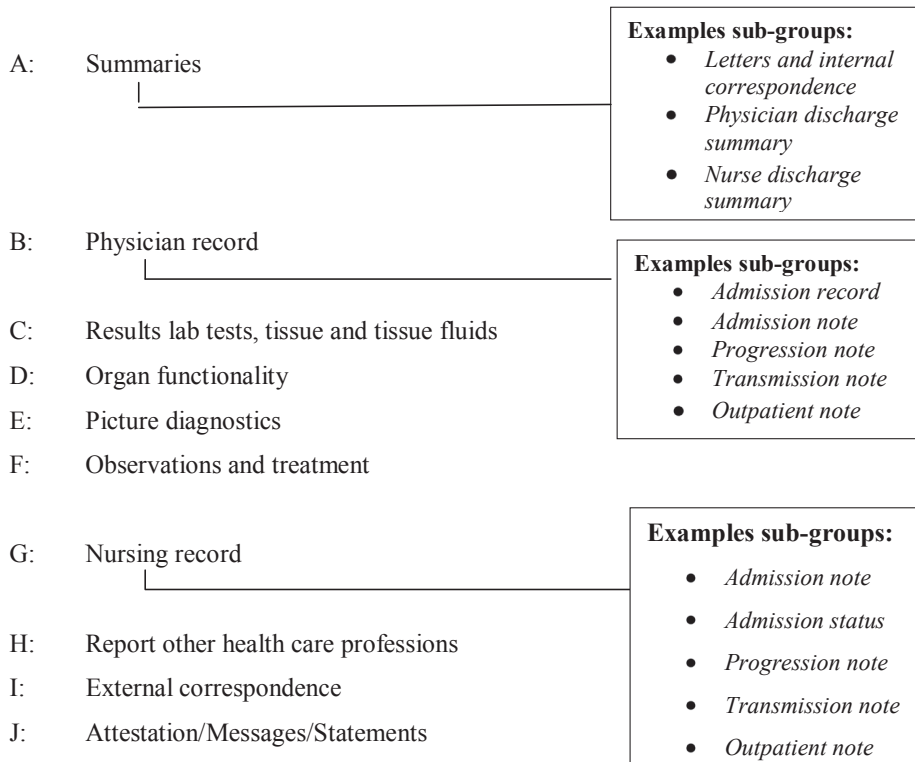 A: Summaries
Examples sub-groups:
• Letters and internal
correspondence
• Physician discharge
summary
• Nurse discharge
summary
B: Physician record
Examples sub-groups:
• Admission record
• Admission note
• Progression note
• Transmission note
• Outpatient note
C: Results lab tests, tissue and tissue fluids
D: Organ functionality
E: Picture diagnostics
F: Observations and treatment
G: Nursing record
Examples sub-groups:
• Admission note
• Admission status
• Progression note
• Transmission note
• Outpatient note
H: Report other health care professions
I: External correspondence
J: Attestation/Messages/Statements